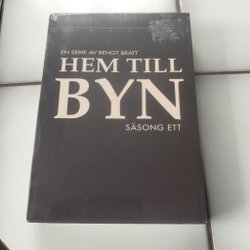 EN SERIE AV BENGT BRATT
HEM TILL
BYN
SÄSONG ETT